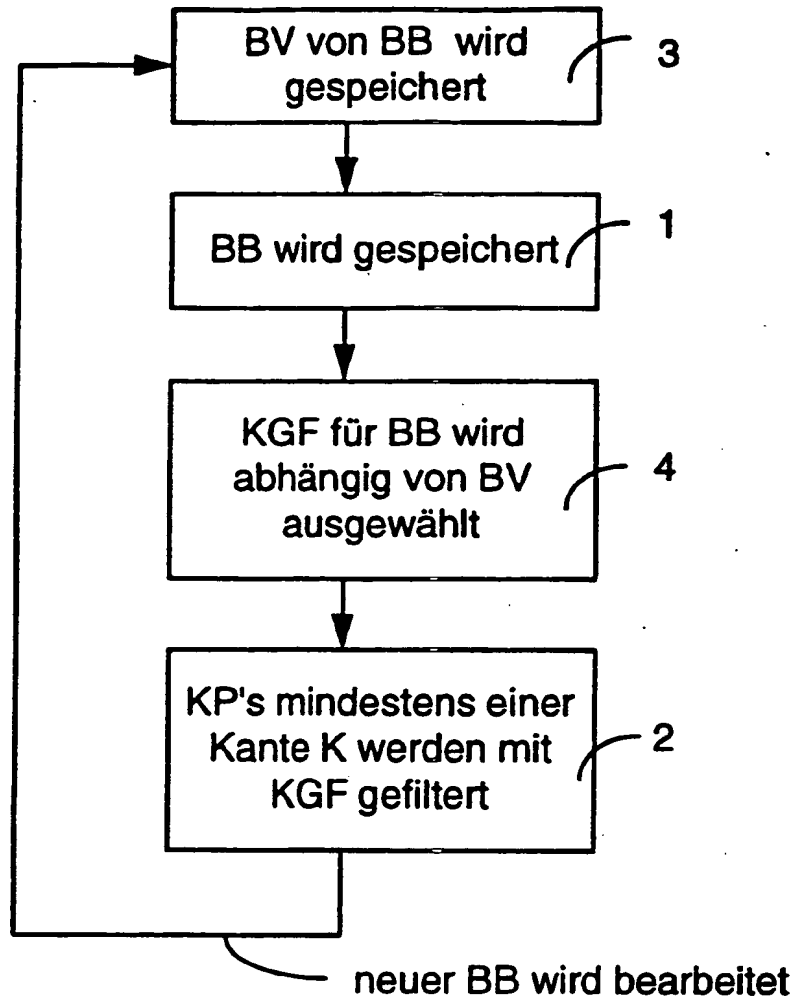 BV von BB wird
gespeichert
3
BB wird gespeichert
1
KGF für BB wird
abhängig von BV
ausgewählt
4
KP's mindestens einer
Kante K werden mit
KGF gefiltert
2
neuer BB wird bearbeitet